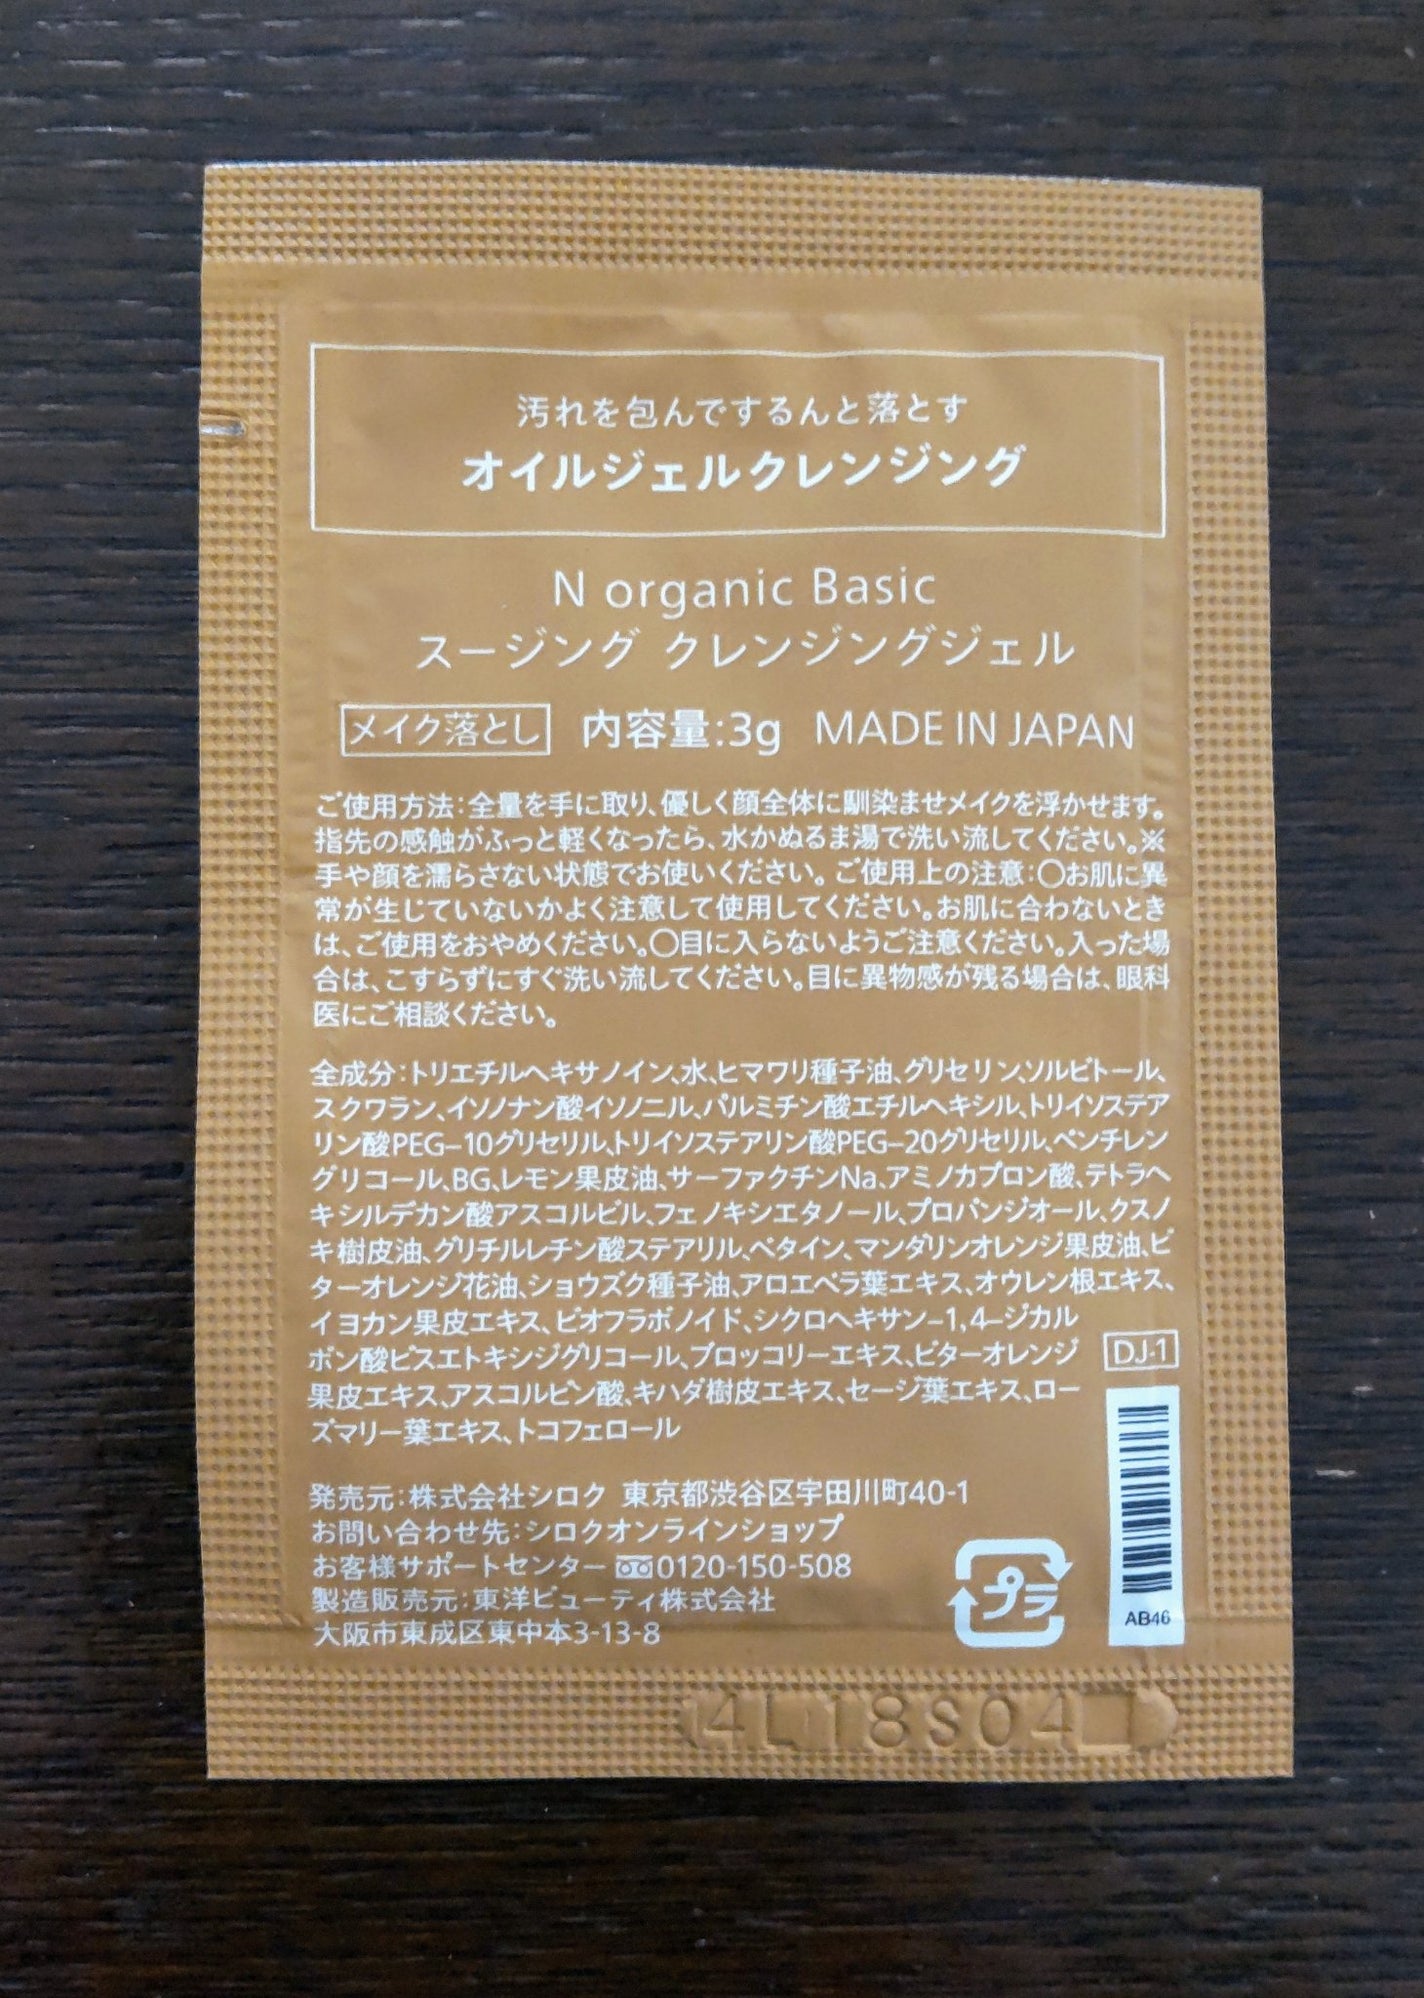 汚れを包んでするんと落とす
オイルジェルクレンジング
N organic Basic
スージング クレンジングジェル
メイク落とし 内容量:3g MADE IN JAPAN
ご使用方法:全量を手に取り、優しく顔全体に馴染ませメイクを浮かせます。
指先の感触がふっと軽くなったら、水かぬるま湯で洗い流してください。※
手や顔を濡らさない状態でお使いください。ご使用上の注意:〇お肌に異
常が生じていないかよく注意して使用してください。お肌に合わないとき
は、ご使用をおやめください。〇目に入らないようご注意ください。入った場
合は、こすらずにすぐ洗い流してください。目に異物感が残る場合は、眼科
医にご相談ください。
全成分:トリエチルヘキサノイン、水、ヒマワリ種子油、グリセリン、ソルビトール、
スクワラン、イソノナン酸イソノニル、パルミチン酸エチルヘキシル、トリイソステア
リン酸PEG-10グリセリル、トリイソステアリン酸PEG-20グリセリル、ペンチレン
グリコール、BG、レモン果皮油、サーファクチンNa、アミノカプロン酸、テトラヘ
キシルデカン酸アスコルビル、フェノキシエタノール、プロパンジオール、クスノ
キ樹皮油、グリチルレチン酸ステアリル、ベタイン、マンダリンオレンジ果皮油、ビ
ターオレンジ花油、ショウズク種子油、アロエベラ葉エキス、オウレン根エキス、
イヨカン果皮エキス、ビオフラボノイド、シクロヘキサン-1,4-ジカル
ボン酸ビスエトキシジグリコール、ブロッコリーエキス、ビターオレンジ
果皮エキス、アスコルビン酸、キハダ樹皮エキス、セージ葉エキス、ロー
ズマリー葉エキス、トコフェロール
DJ-1
発売元:株式会社シロク 東京都渋谷区宇田川町40-1
お問い合わせ先:シロクオンラインショップ
お客様サポートセンター 0120-150-508
製造販売元:東洋ビューティ株式会社
大阪市東成区東中本3-13-8
プラ
AB46
4L18S04